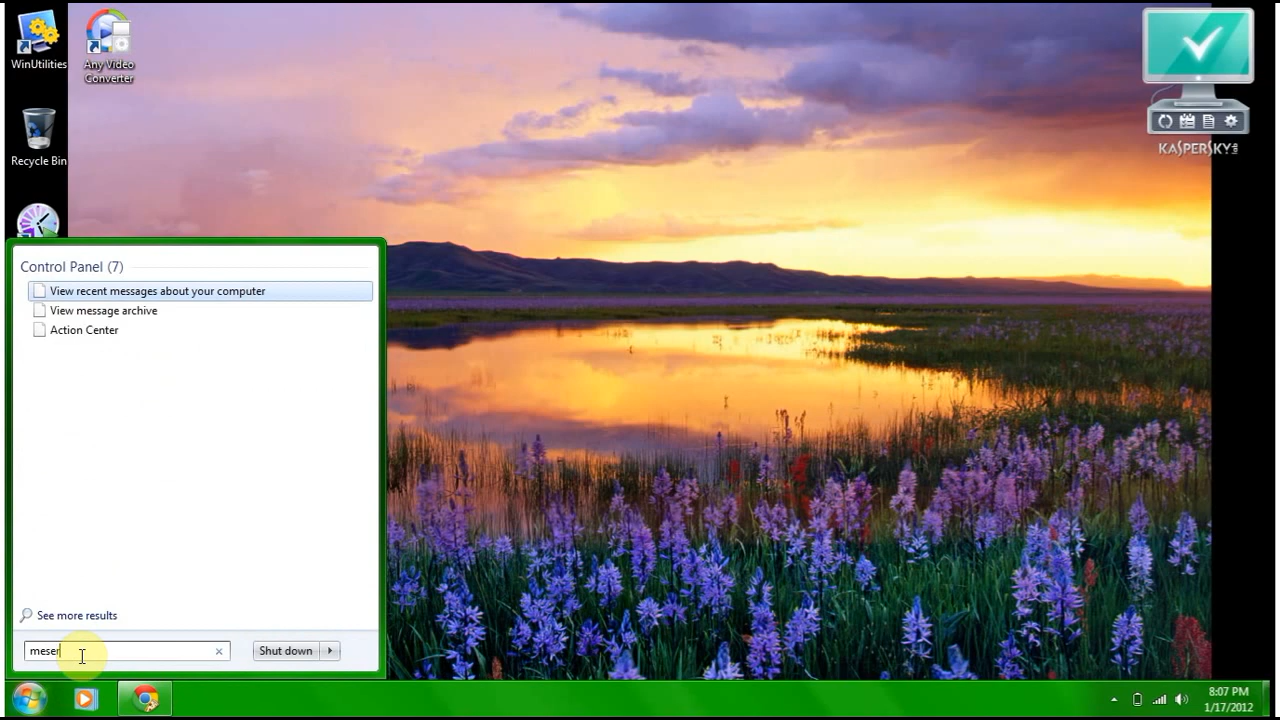 WinUtilities
Any Video
Converter
Recycle Bin
KASPERSKY
Control Panel (7)
View recent messages about your computer
View message archive
Action Center
See more results
meser
Shut down
8:07 PM
1/17/2012